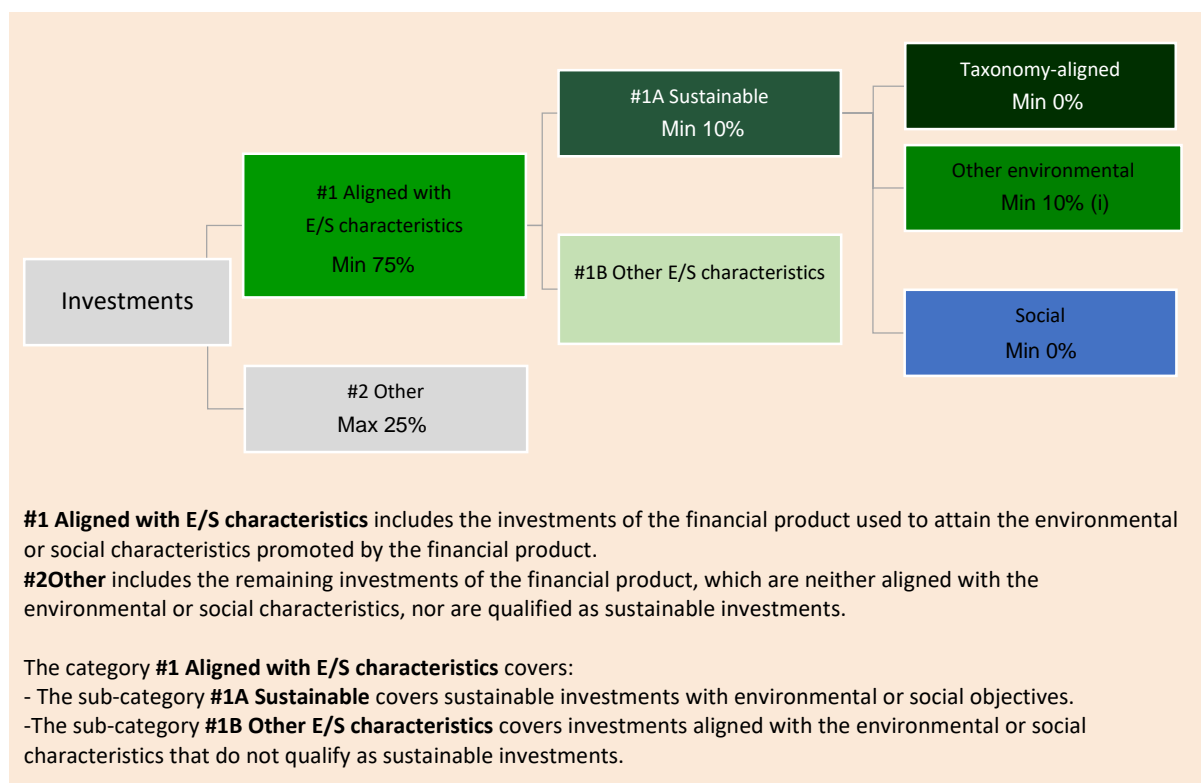 Taxonomy-aligned
Min 0%
#1A Sustainable
Min 10%
Other environmental
Min 10% (i)
#1 Aligned with
E/S characteristics
Min 75%
#1B Other E/S characteristics
Investments
Social
Min 0%
#2 Other
Max 25%
#1 Aligned with E/S characteristics includes the investments of the financial product used to attain the environmental
or social characteristics promoted by the financial product.
#2Other includes the remaining investments of the financial product, which are neither aligned with the
environmental or social characteristics, nor are qualified as sustainable investments.
The category #1 Aligned with E/S characteristics covers:
- The sub-category #1A Sustainable covers sustainable investments with environmental or social objectives.
-The sub-category #1B Other E/S characteristics covers investments aligned with the environmental or social
characteristics that do not qualify as sustainable investments.